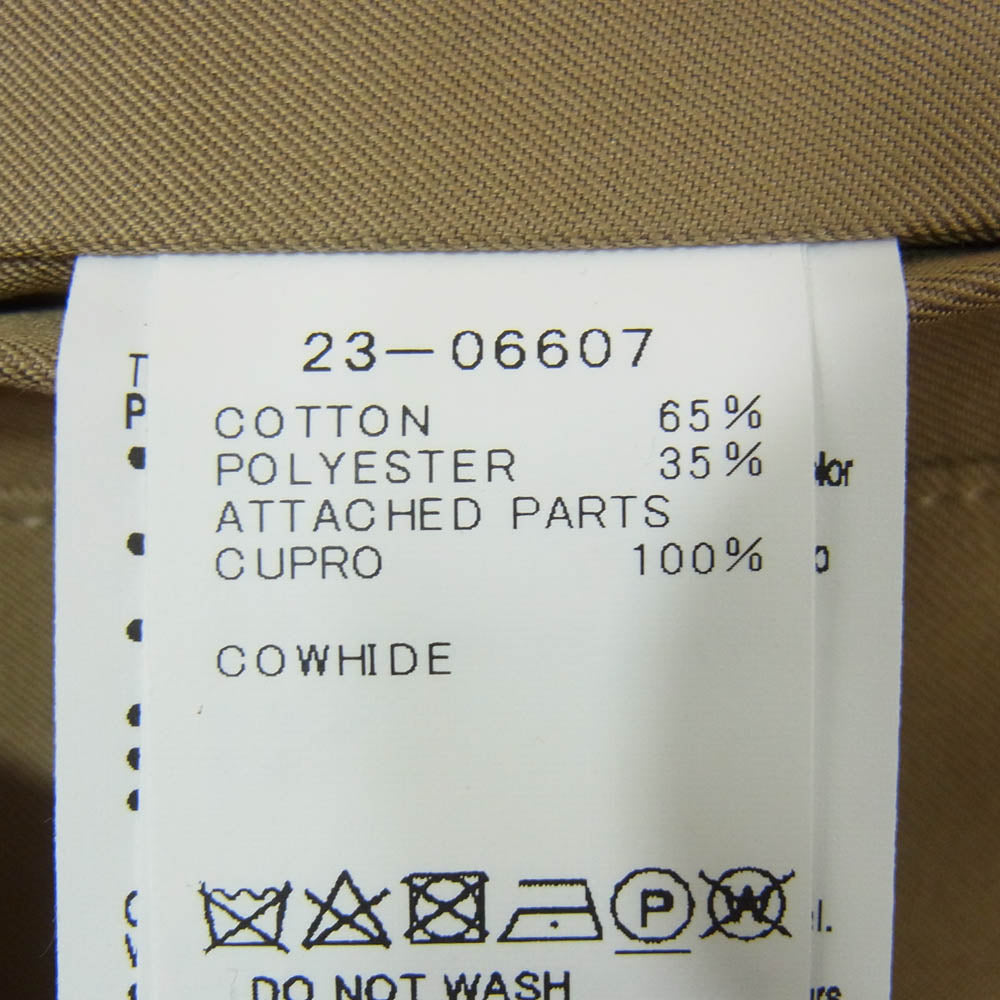 23-06607
COTTON 65%
POLYESTER 35%
ATTACHED PARTS
CUPRO 100%
COWHIDE
P
W
DO NOT WASH